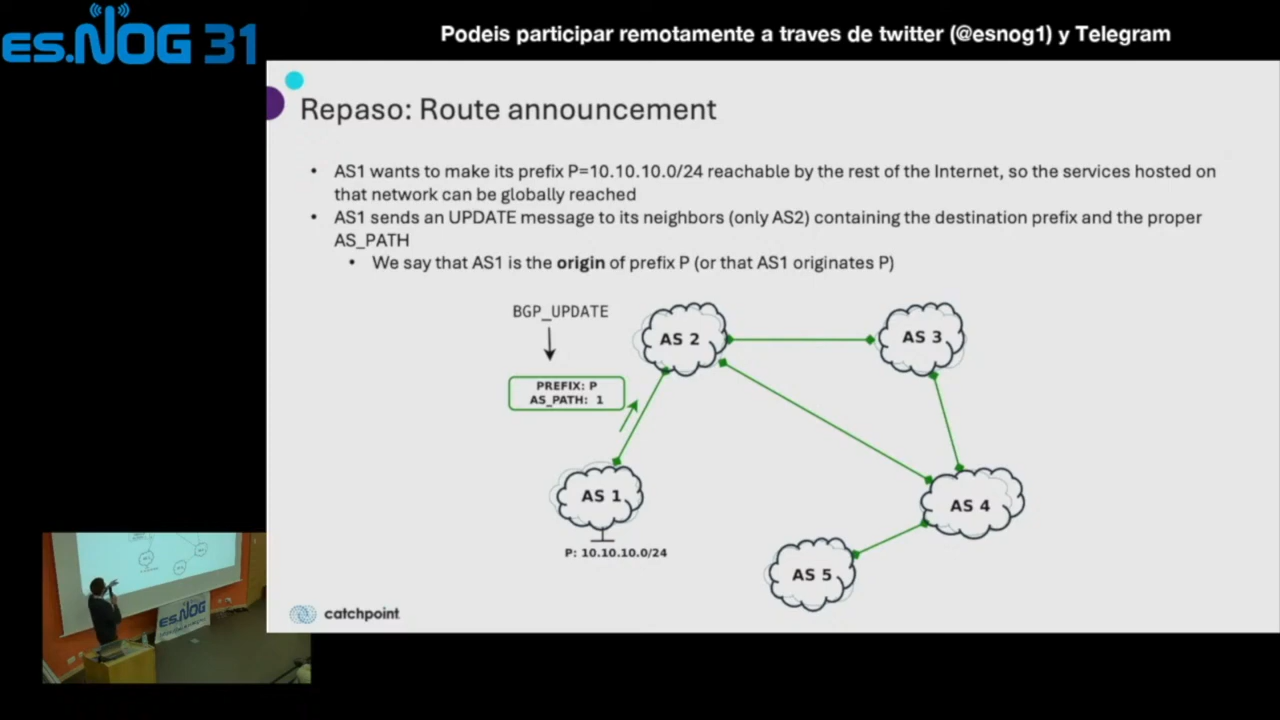 es.NOG 31
Podeis participar remotamente a traves de twitter (@esnog1) y Telegram
Repaso: Route announcement
• AS1 wants to make its prefix P=10.10.10.0/24 reachable by the rest of the Internet, so the services hosted on
that network can be globally reached
• AS1 sends an UPDATE message to its neighbors (only AS2) containing the destination prefix and the proper
AS_PATH
• We say that AS1 is the origin of prefix P (or that AS1 originates P)
BGP_UPDATE
AS 2
AS 3
PREFIX: P
AS_PATH: 1
AS 1
AS 4
P: 10.10.10.0/24
AS 5
catchpoint
es.NOG